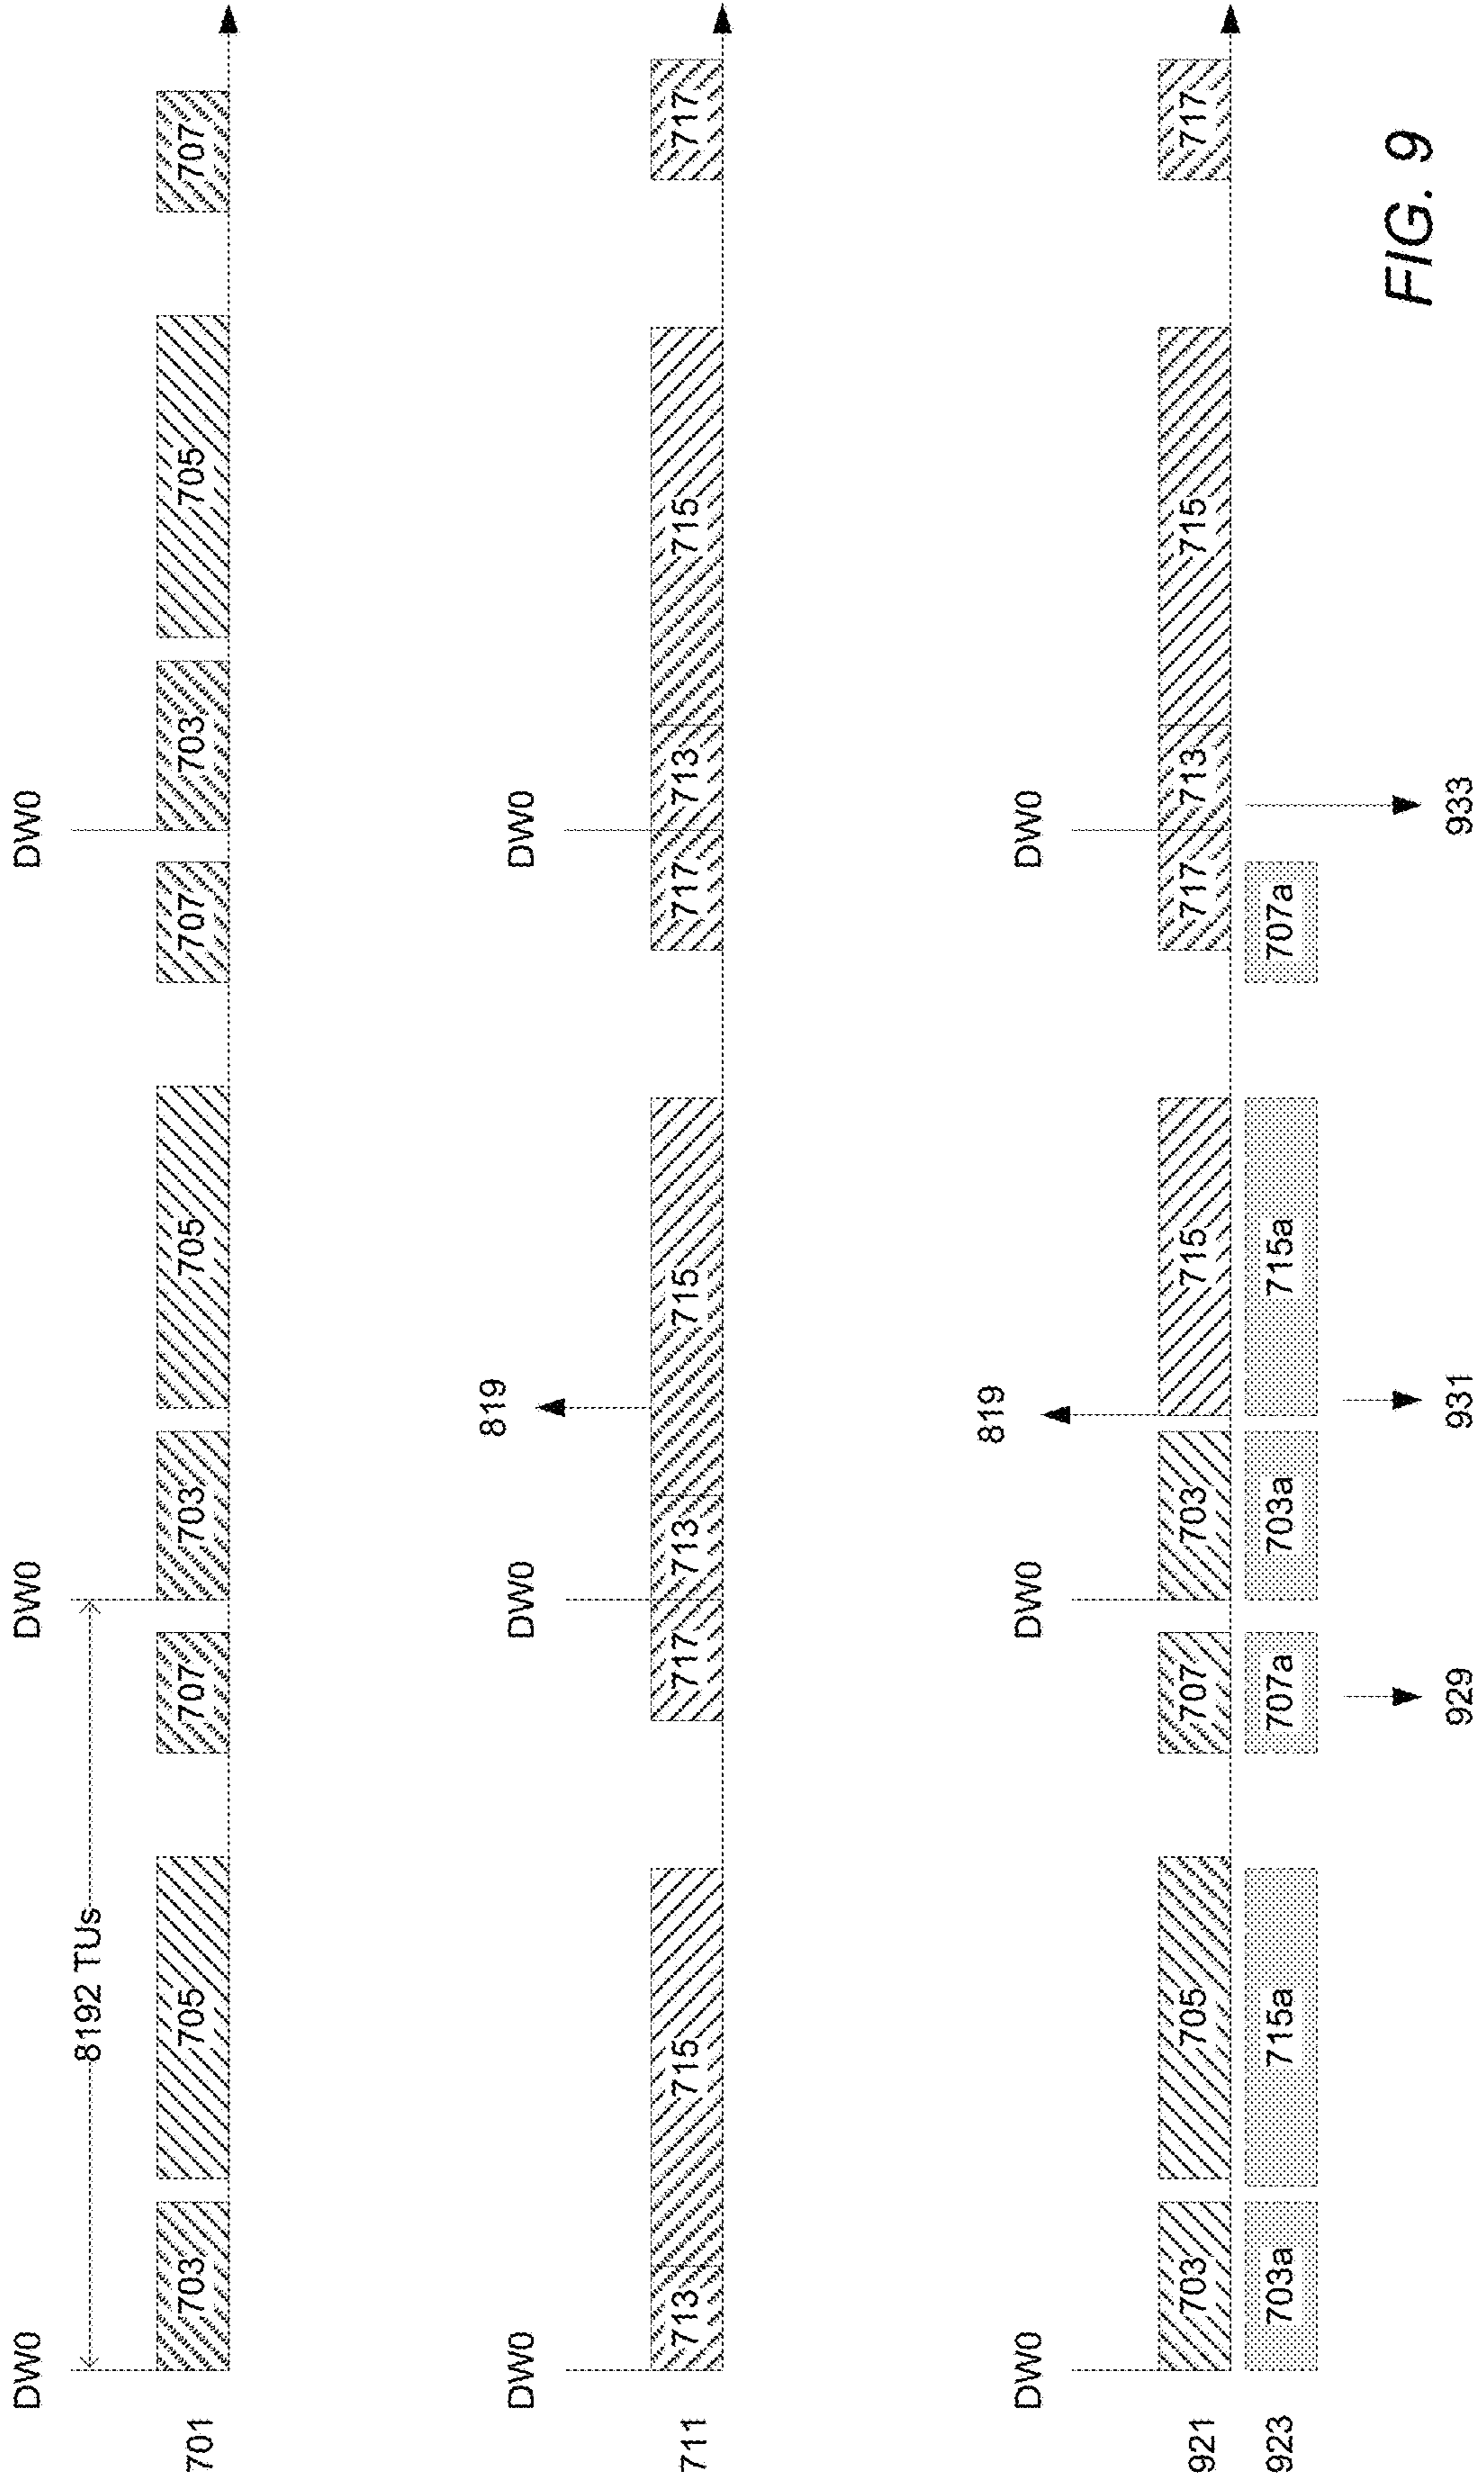 DW0 DW0 DW0
8192 TUs
701 703 705 707 703 705 707 703 705 707
DW0 DW0 DW0
819
711 713 715 717 713 715 717 713 715 717
DW0 DW0 DW0
819
921 703 705 707 703 715 717 713 715 717
923 703a 715a 707a 703a 715a 707a
929 931 933
FIG. 9